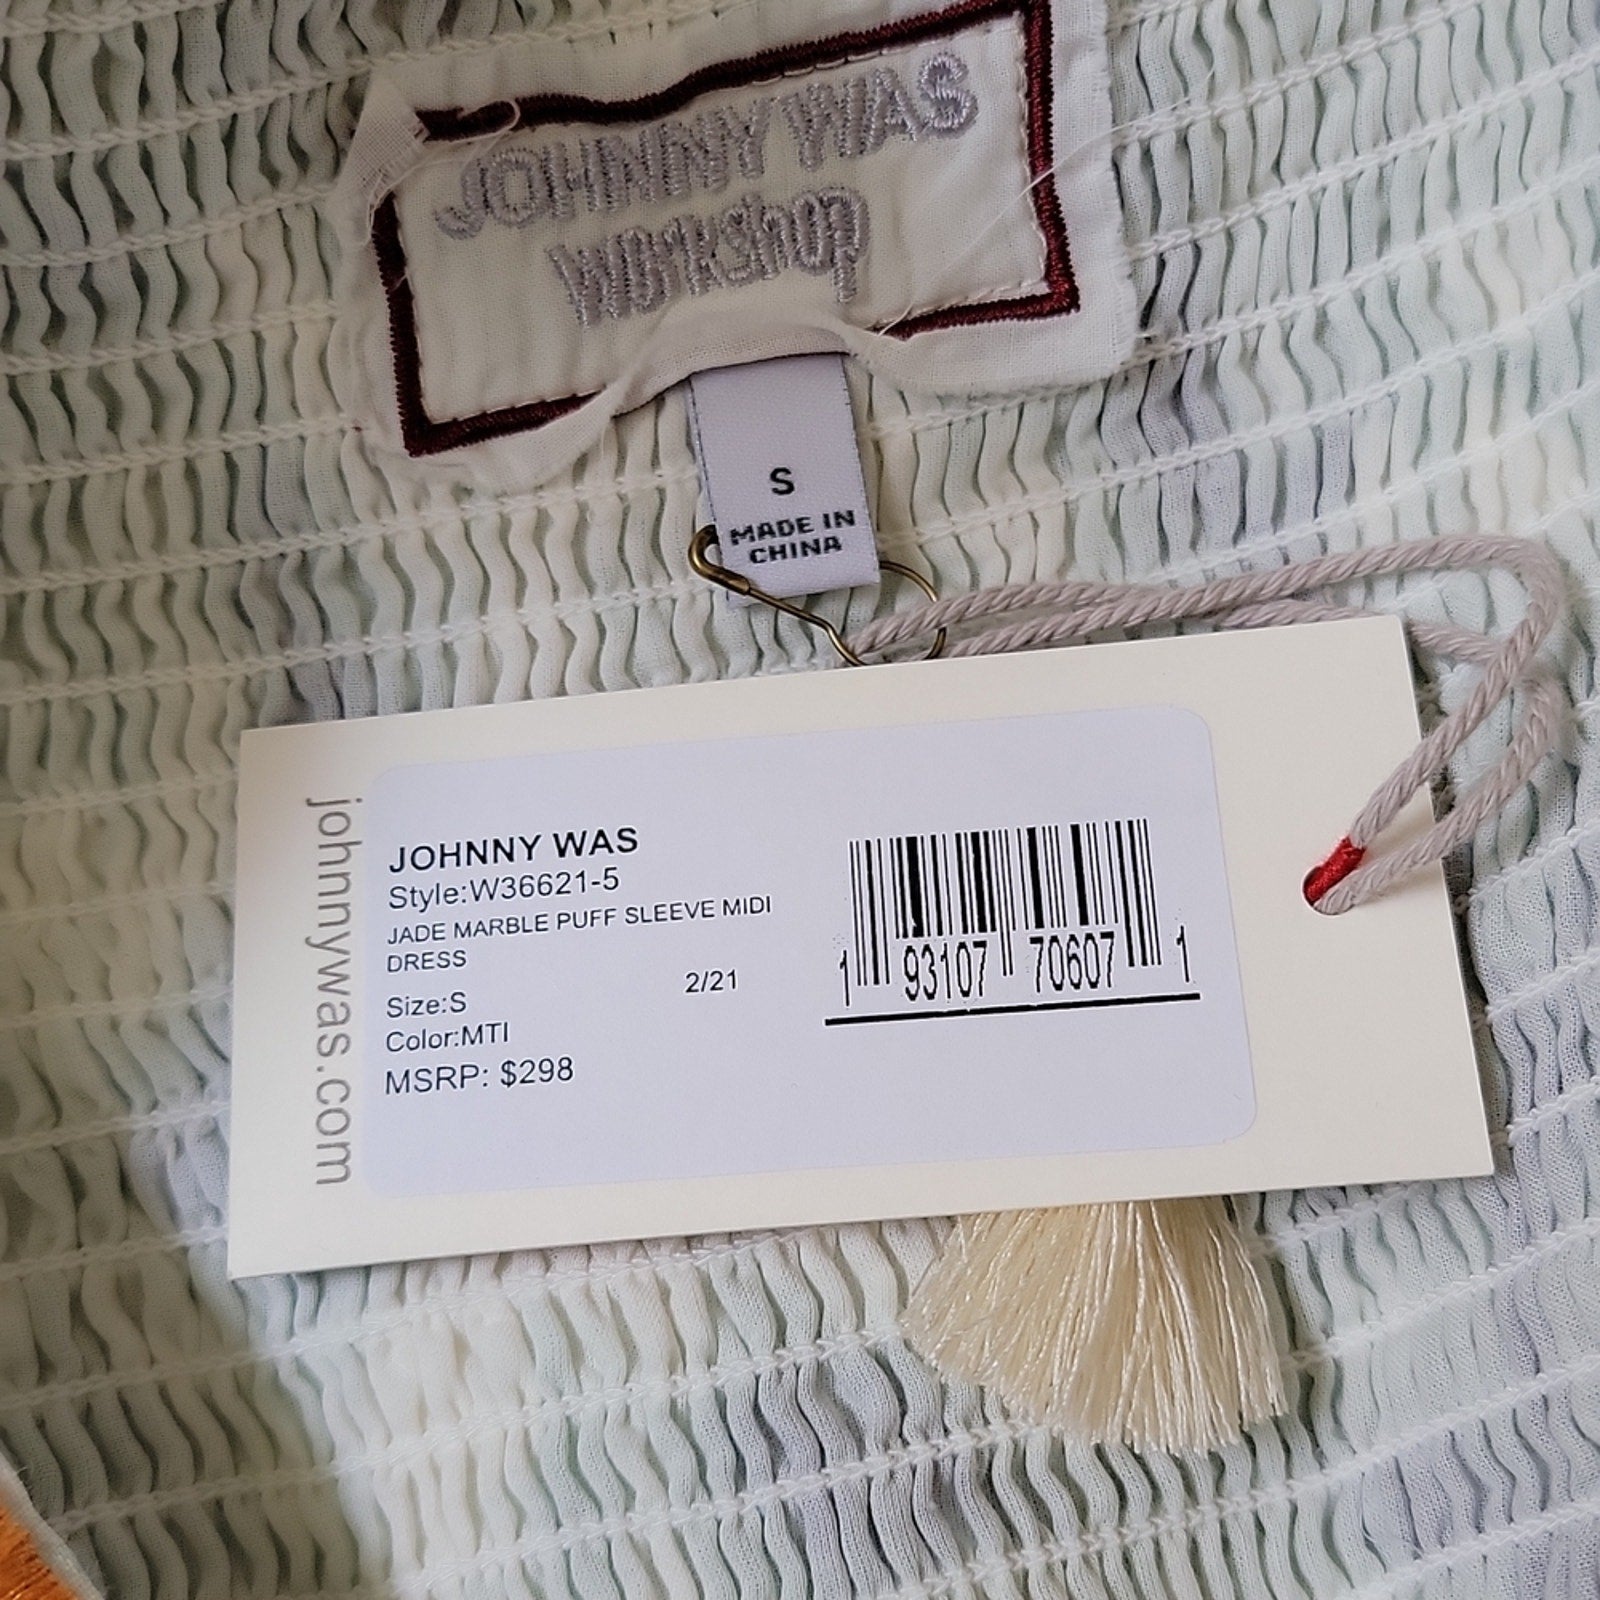 JOHNNY WAS
WORKSHOP
S
MADE IN
CHINA
johnnywas.com
JOHNNY WAS
Style:W36621-5
JADE MARBLE PUFF SLEEVE MIDI
DRESS
2/21
Size:S
Color:MTI
MSRP: $298
1 93107 70607 1